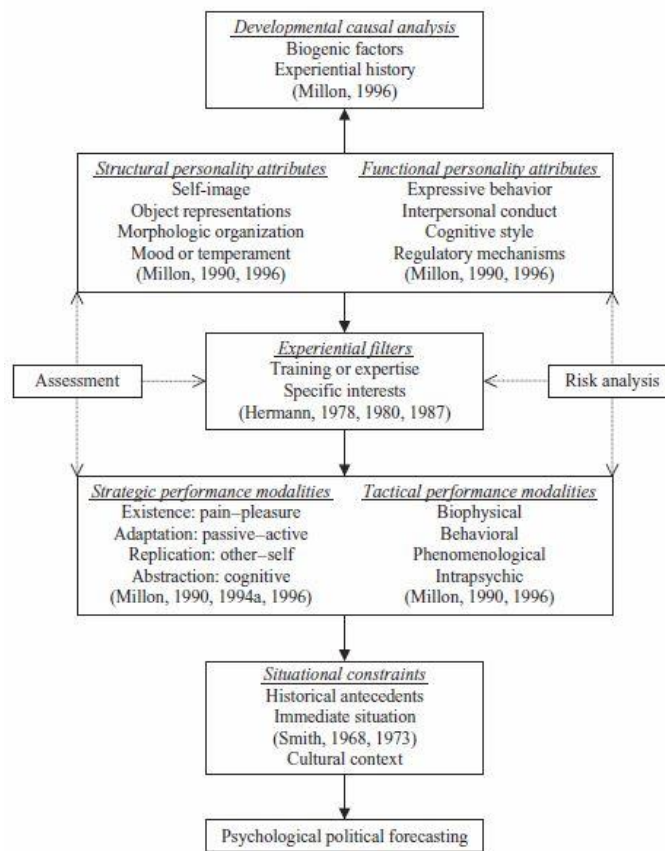 Developmental causal analysis
Biogenic factors
Experiential history
(Millon, 1996)
Structural personality attributes
Self-image
Object representations
Morphologic organization
Mood or temperament
(Millon, 1990, 1996)
Functional personality attributes
Expressive behavior
Interpersonal conduct
Cognitive style
Regulatory mechanisms
(Millon, 1990, 1996)
Assessment
Experiential filters
Training or expertise
Specific interests
(Hermann, 1978, 1980, 1987)
Risk analysis
Strategic performance modalities
Existence: pain–pleasure
Adaptation: passive–active
Replication: other–self
Abstraction: cognitive
(Millon, 1990, 1994a, 1996)
Tactical performance modalities
Biophysical
Behavioral
Phenomenological
Intrapsychic
(Millon, 1990, 1996)
Situational constraints
Historical antecedents
Immediate situation
(Smith, 1968, 1973)
Cultural context
Psychological political forecasting